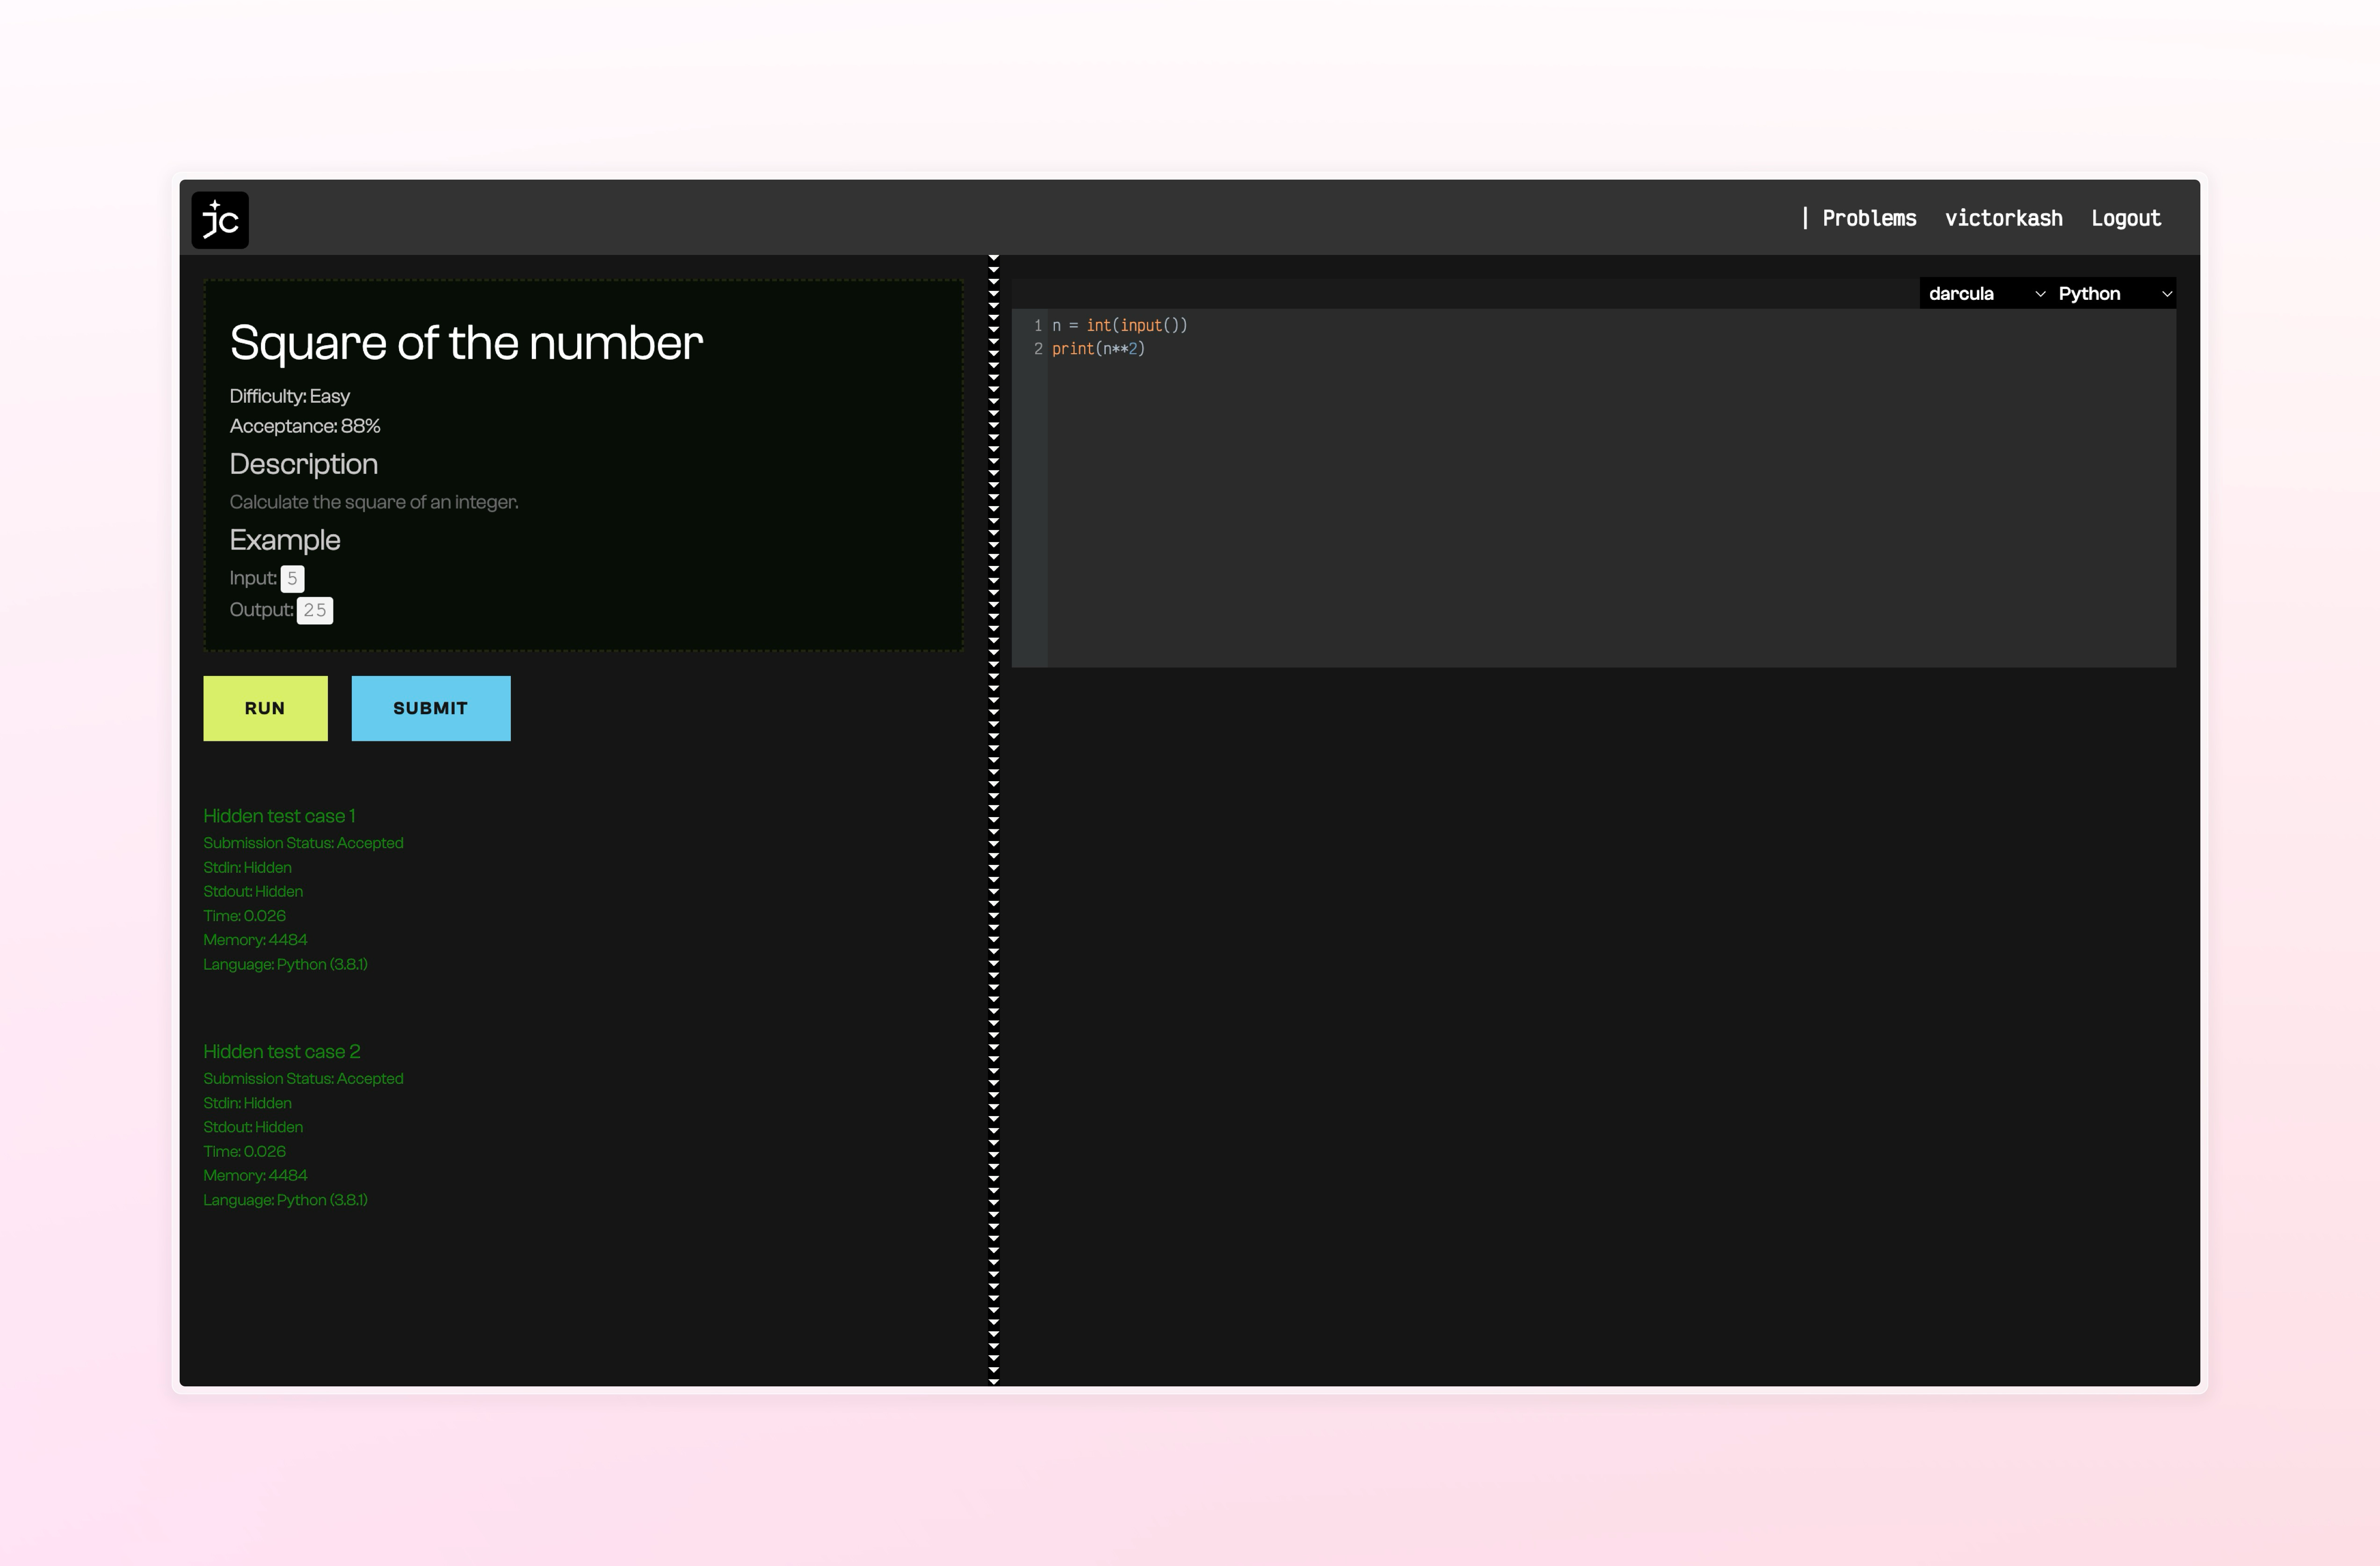 jc
| Problems victorkash Logout
Square of the number
Difficulty: Easy
Acceptance: 88%
Description
Calculate the square of an integer.
Example
Input: 5
Output: 25
RUN SUBMIT
Hidden test case 1
Submission Status: Accepted
Stdin: Hidden
Stdout: Hidden
Time: 0.026
Memory: 4484
Language: Python (3.8.1)
Hidden test case 2
Submission Status: Accepted
Stdin: Hidden
Stdout: Hidden
Time: 0.026
Memory: 4484
Language: Python (3.8.1)
darcula Python
1 n = int(input())
2 print(n**2)